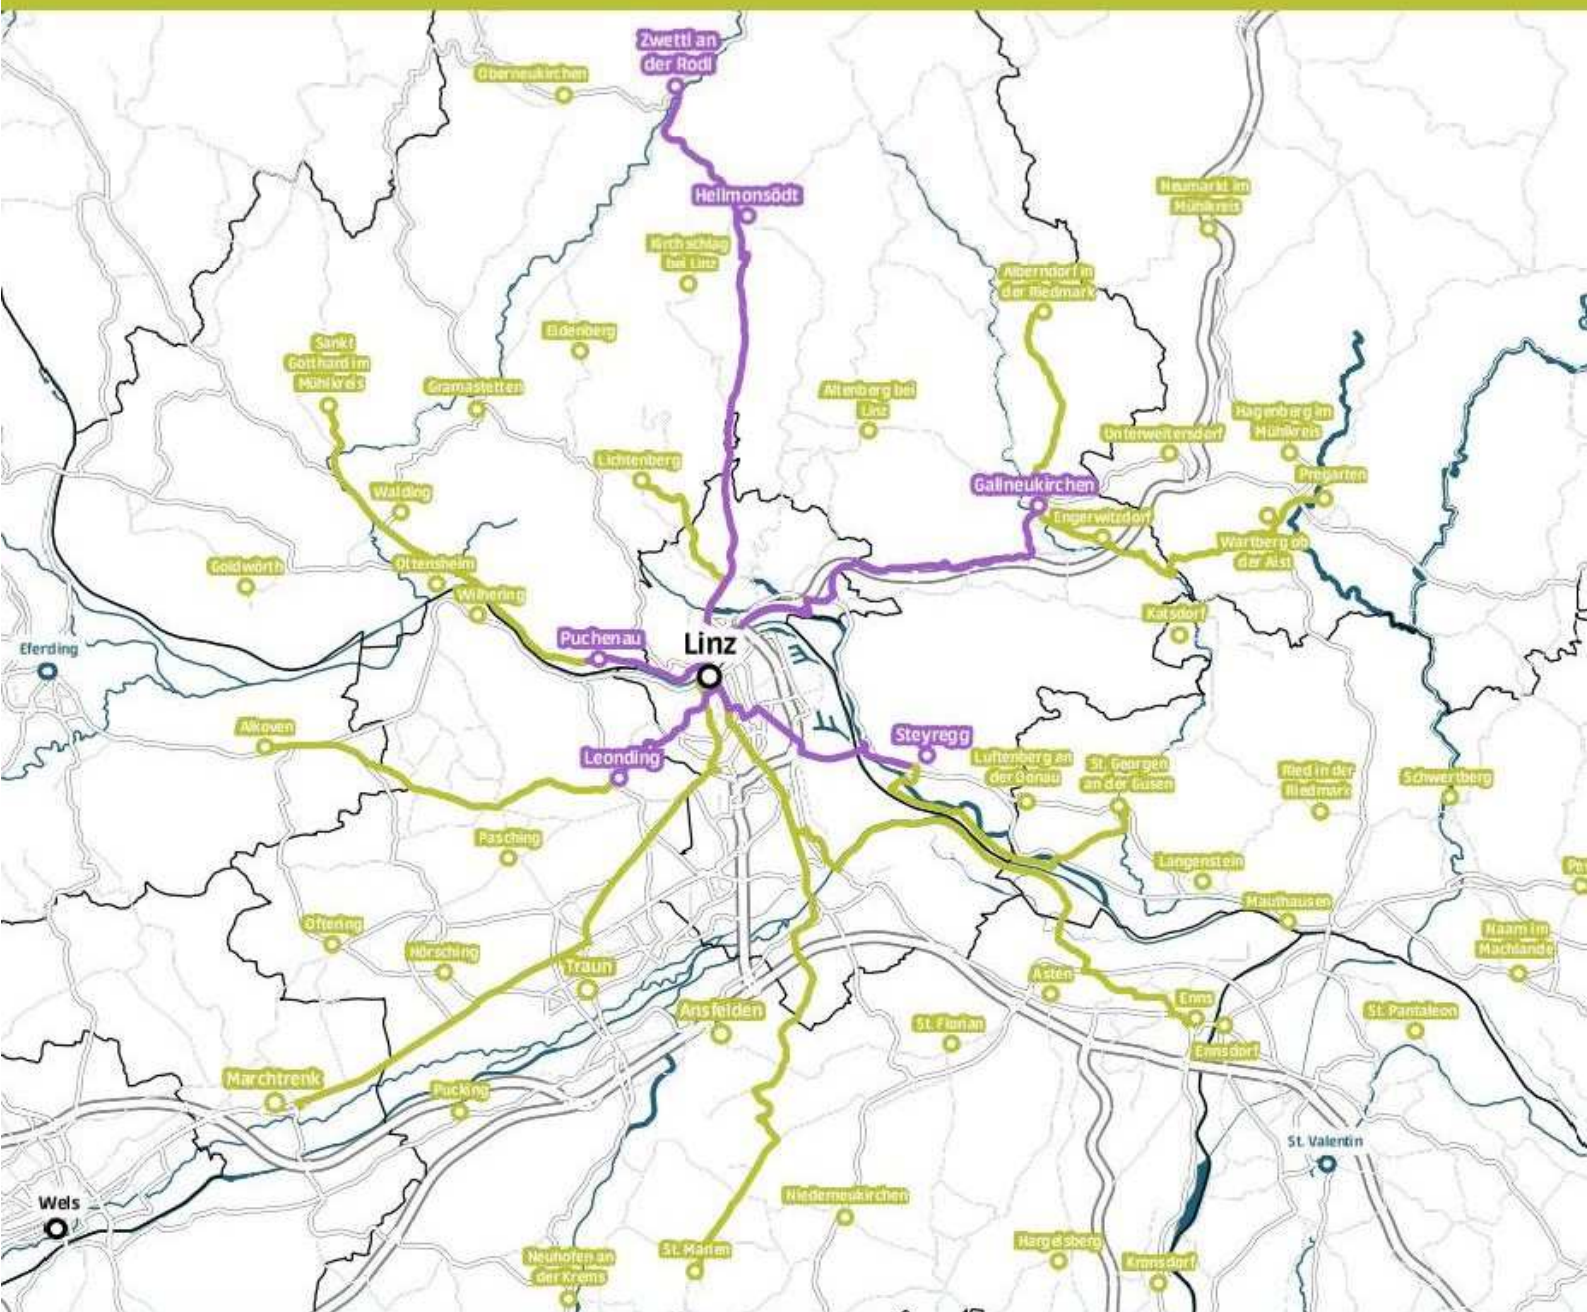 Zwettl an
der Rodl
Oberneukirchen
Hellmonsödt
Neumarkt im
Mühlkreis
Kirchschlag
bei Linz
Alberndorf in
der Riedmark
Eidenberg
Sankt
Gotthard im
Mühlkreis
Gramastetten
Altenberg bei
Linz
Hagenberg im
Mühlkreis
Unterweitersdorf
Lichtenberg
Pregarten
Gallneukirchen
Walding
Engerwitzdorf
Wartberg ob
der Aist
Goldwörth
Ottensheim
Wilhering
Katsdorf
Puchenau
Linz
Eferding
Alkoven
Leonding
Steyregg
Luftenberg an
der Donau
St. Georgen
an der Gusen
Ried in der
Riedmark
Schwertberg
Pasching
Langenstein
Pe
Mauthausen
Oftering
Hörsching
Traun
Naarn im
Machlande
Asten
Enns
Ansfelden
St. Florian
St. Pantaleon
Ennsdorf
Marchtrenk
Pucking
St. Valentin
Wels
Niederneukirchen
St. Marien
Hargelsberg
Neuhofen an
der Krems
Kronsdorf